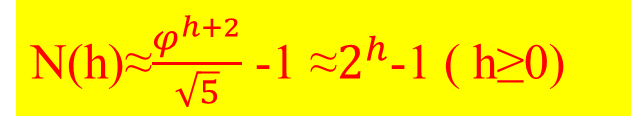 N(h)≈φ^{h+2}/√5 -1 ≈2^h-1 ( h≥0)